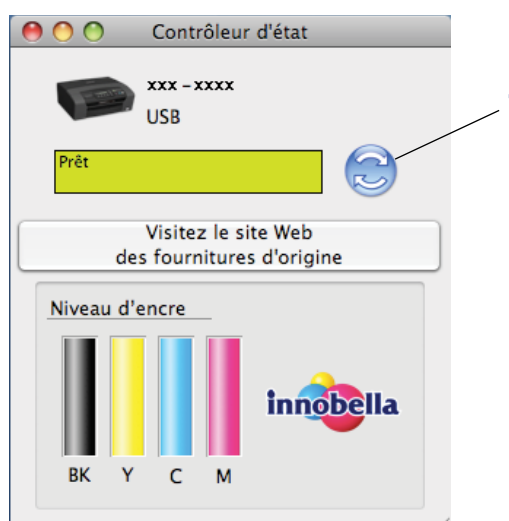 Contrôleur d'état
xxx – xxxx
USB
Prêt
Visitez le site Web
des fournitures d'origine
Niveau d'encre
innobella
BK Y C M